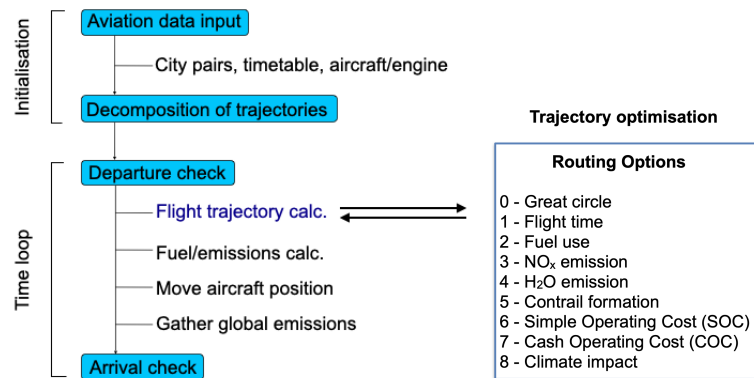 Initialisation
Aviation data input
City pairs, timetable, aircraft/engine
Decomposition of trajectories
Time loop
Departure check
Flight trajectory calc.
Fuel/emissions calc.
Move aircraft position
Gather global emissions
Arrival check
Trajectory optimisation
Routing Options
0 - Great circle
1 - Flight time
2 - Fuel use
3 - NOₓ emission
4 - H₂O emission
5 - Contrail formation
6 - Simple Operating Cost (SOC)
7 - Cash Operating Cost (COC)
8 - Climate impact